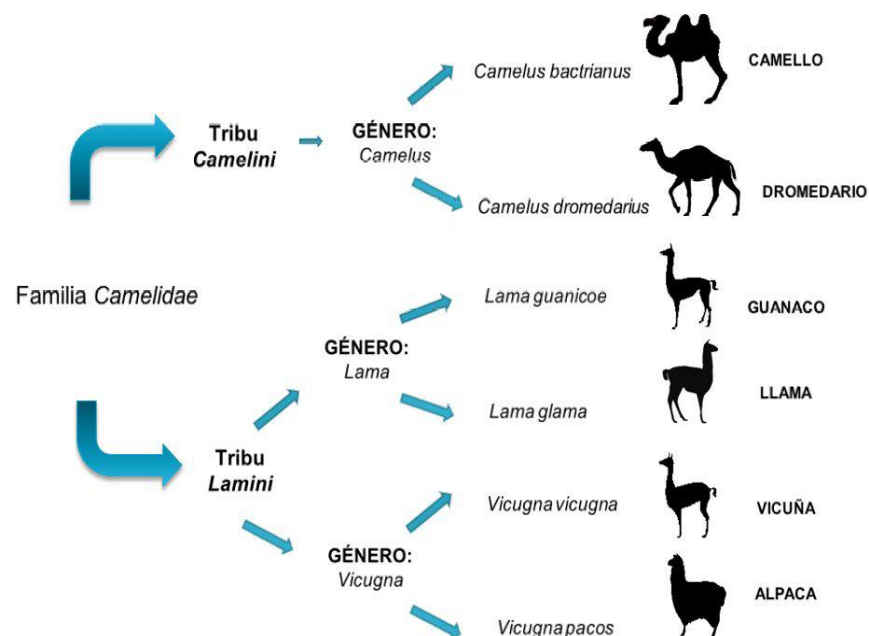 Camelus bactrianus
CAMELLO
Tribu
Camelini
GÉNERO:
Camelus
Camelus dromedarius
DROMEDARIO
Familia Camelidae
Lama guanicoe
GUANACO
GÉNERO:
Lama
Lama glama
LLAMA
Tribu
Lamini
Vicugna vicugna
VICUÑA
GÉNERO:
Vicugna
Vicugna pacos
ALPACA